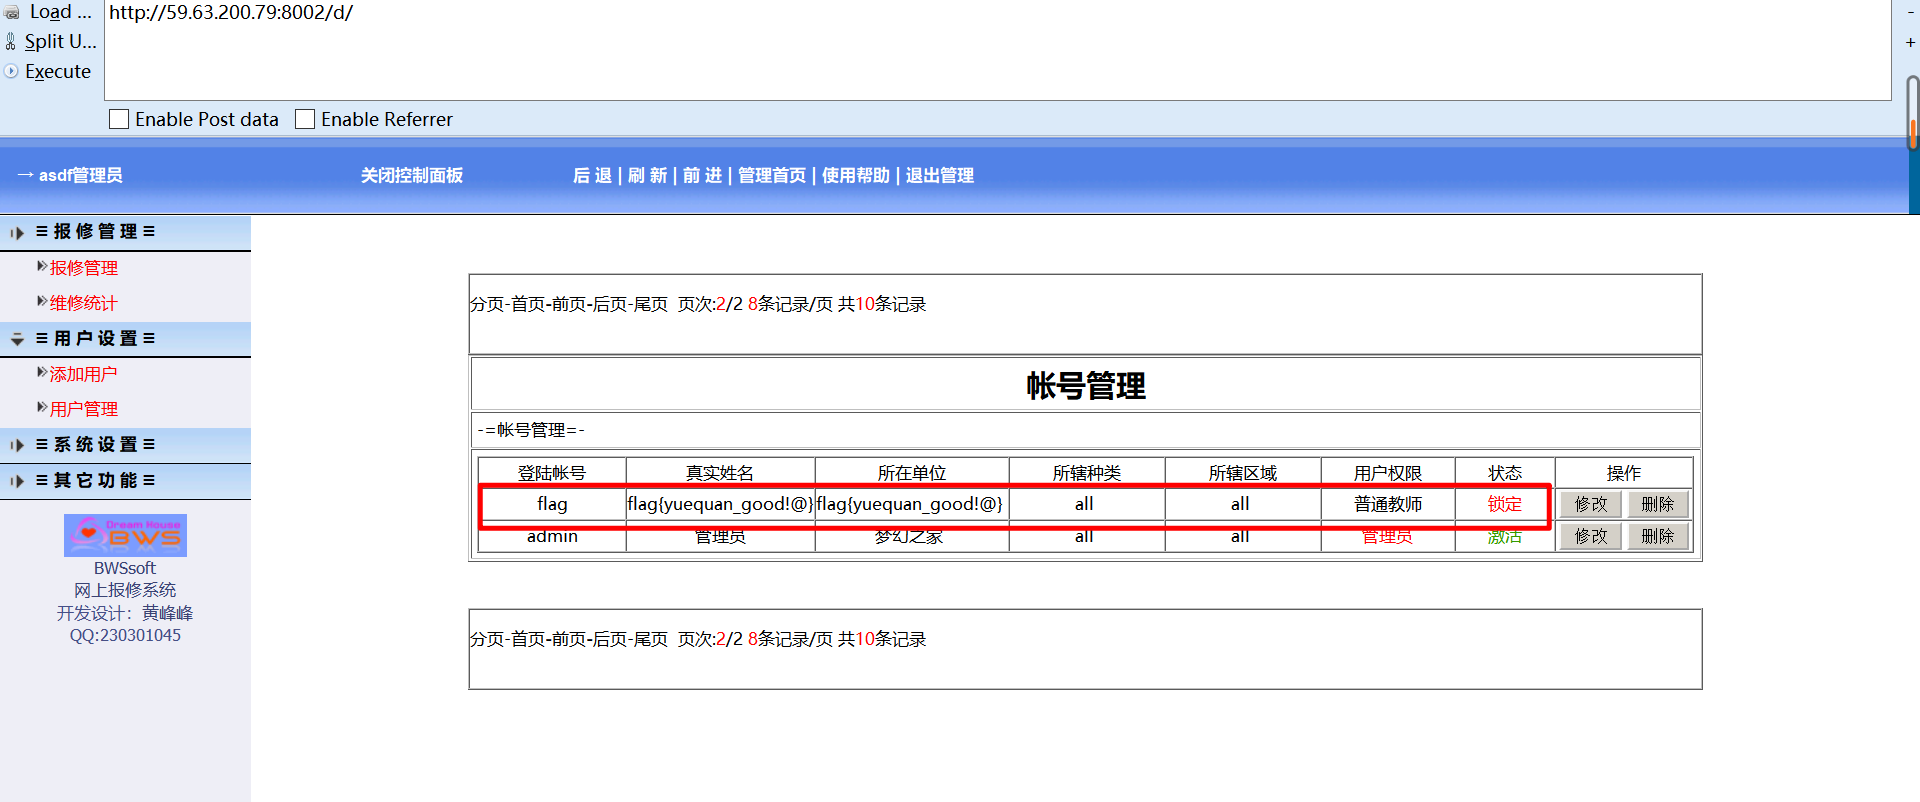 Load ...
http://59.63.200.79:8002/d/
-
Split U...
+
Execute
Enable Post data Enable Referrer
→ asdf管理员 关闭控制面板 后 退 | 刷 新 | 前 进 | 管理首页 | 使用帮助 | 退出管理
≡ 报 修 管 理 ≡
报修管理
维修统计
≡ 用 户 设 置 ≡
添加用户
用户管理
≡ 系 统 设 置 ≡
≡ 其 它 功 能 ≡
Dream House
BWS
BWSsoft
网上报修系统
开发设计：黄峰峰
QQ:230301045
分页-首页-前页-后页-尾页 页次:2/2 8条记录/页 共10条记录
帐号管理
-=帐号管理=-
登陆帐号 真实姓名 所在单位 所辖种类 所辖区域 用户权限 状态 操作
flag flag{yuequan_good!@} flag{yuequan_good!@} all all 普通教师 锁定 修改 删除
admin 管理员 梦幻之家 all all 管理员 激活 修改 删除
分页-首页-前页-后页-尾页 页次:2/2 8条记录/页 共10条记录